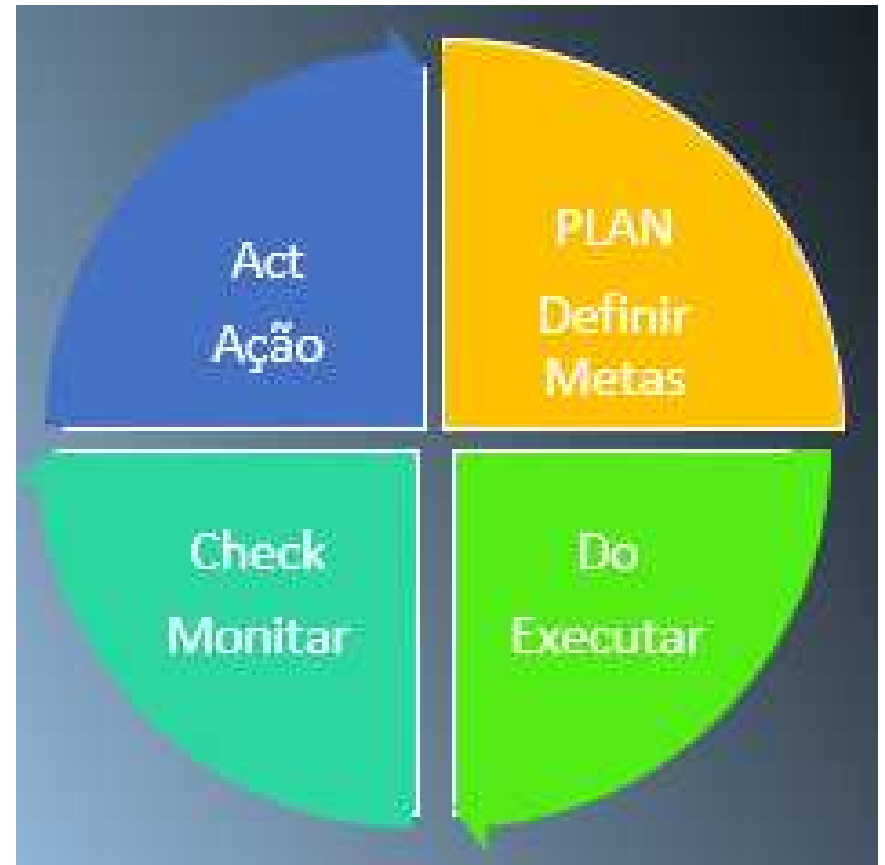 Act
Ação
PLAN
Definir
Metas
Check
Monitar
Do
Executar